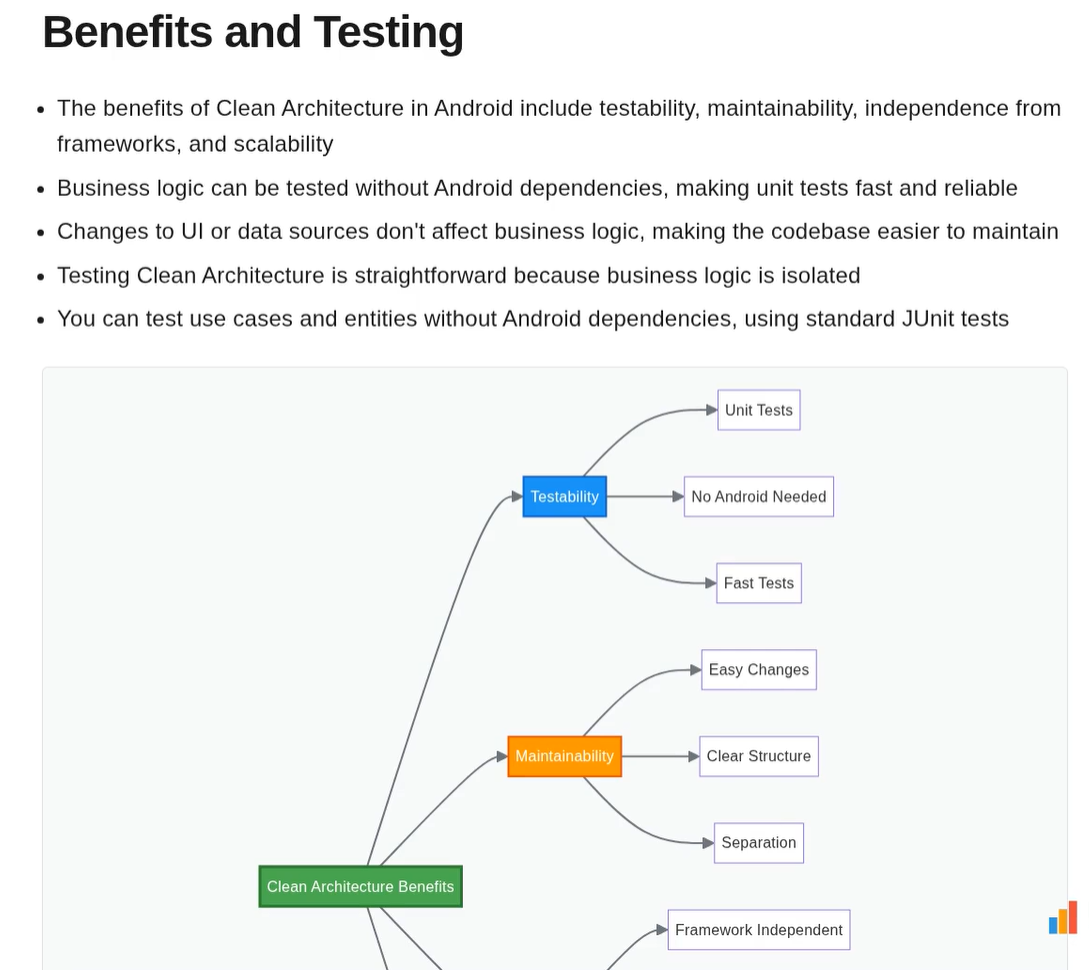 Benefits and Testing
The benefits of Clean Architecture in Android include testability, maintainability, independence from
frameworks, and scalability
Business logic can be tested without Android dependencies, making unit tests fast and reliable
Changes to UI or data sources don't affect business logic, making the codebase easier to maintain
Testing Clean Architecture is straightforward because business logic is isolated
You can test use cases and entities without Android dependencies, using standard JUnit tests
Unit Tests
Testability
No Android Needed
Fast Tests
Easy Changes
Maintainability
Clear Structure
Separation
Clean Architecture Benefits
Framework Independent